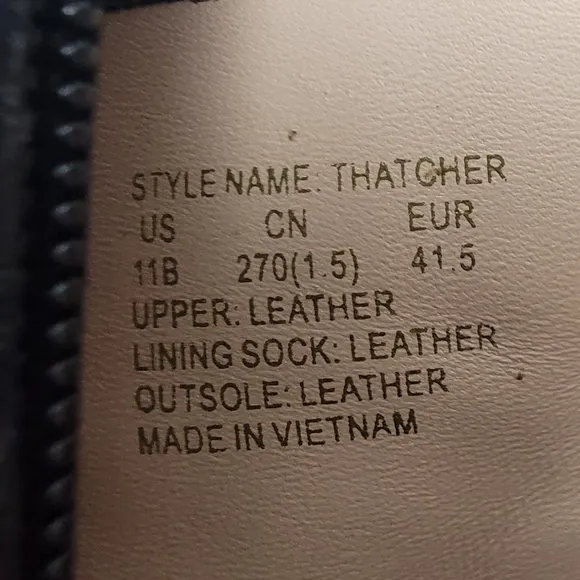 STYLE NAME: THATCHER
US CN EUR
11B 270(1.5) 41.5
UPPER: LEATHER
LINING SOCK: LEATHER
OUTSOLE: LEATHER
MADE IN VIETNAM